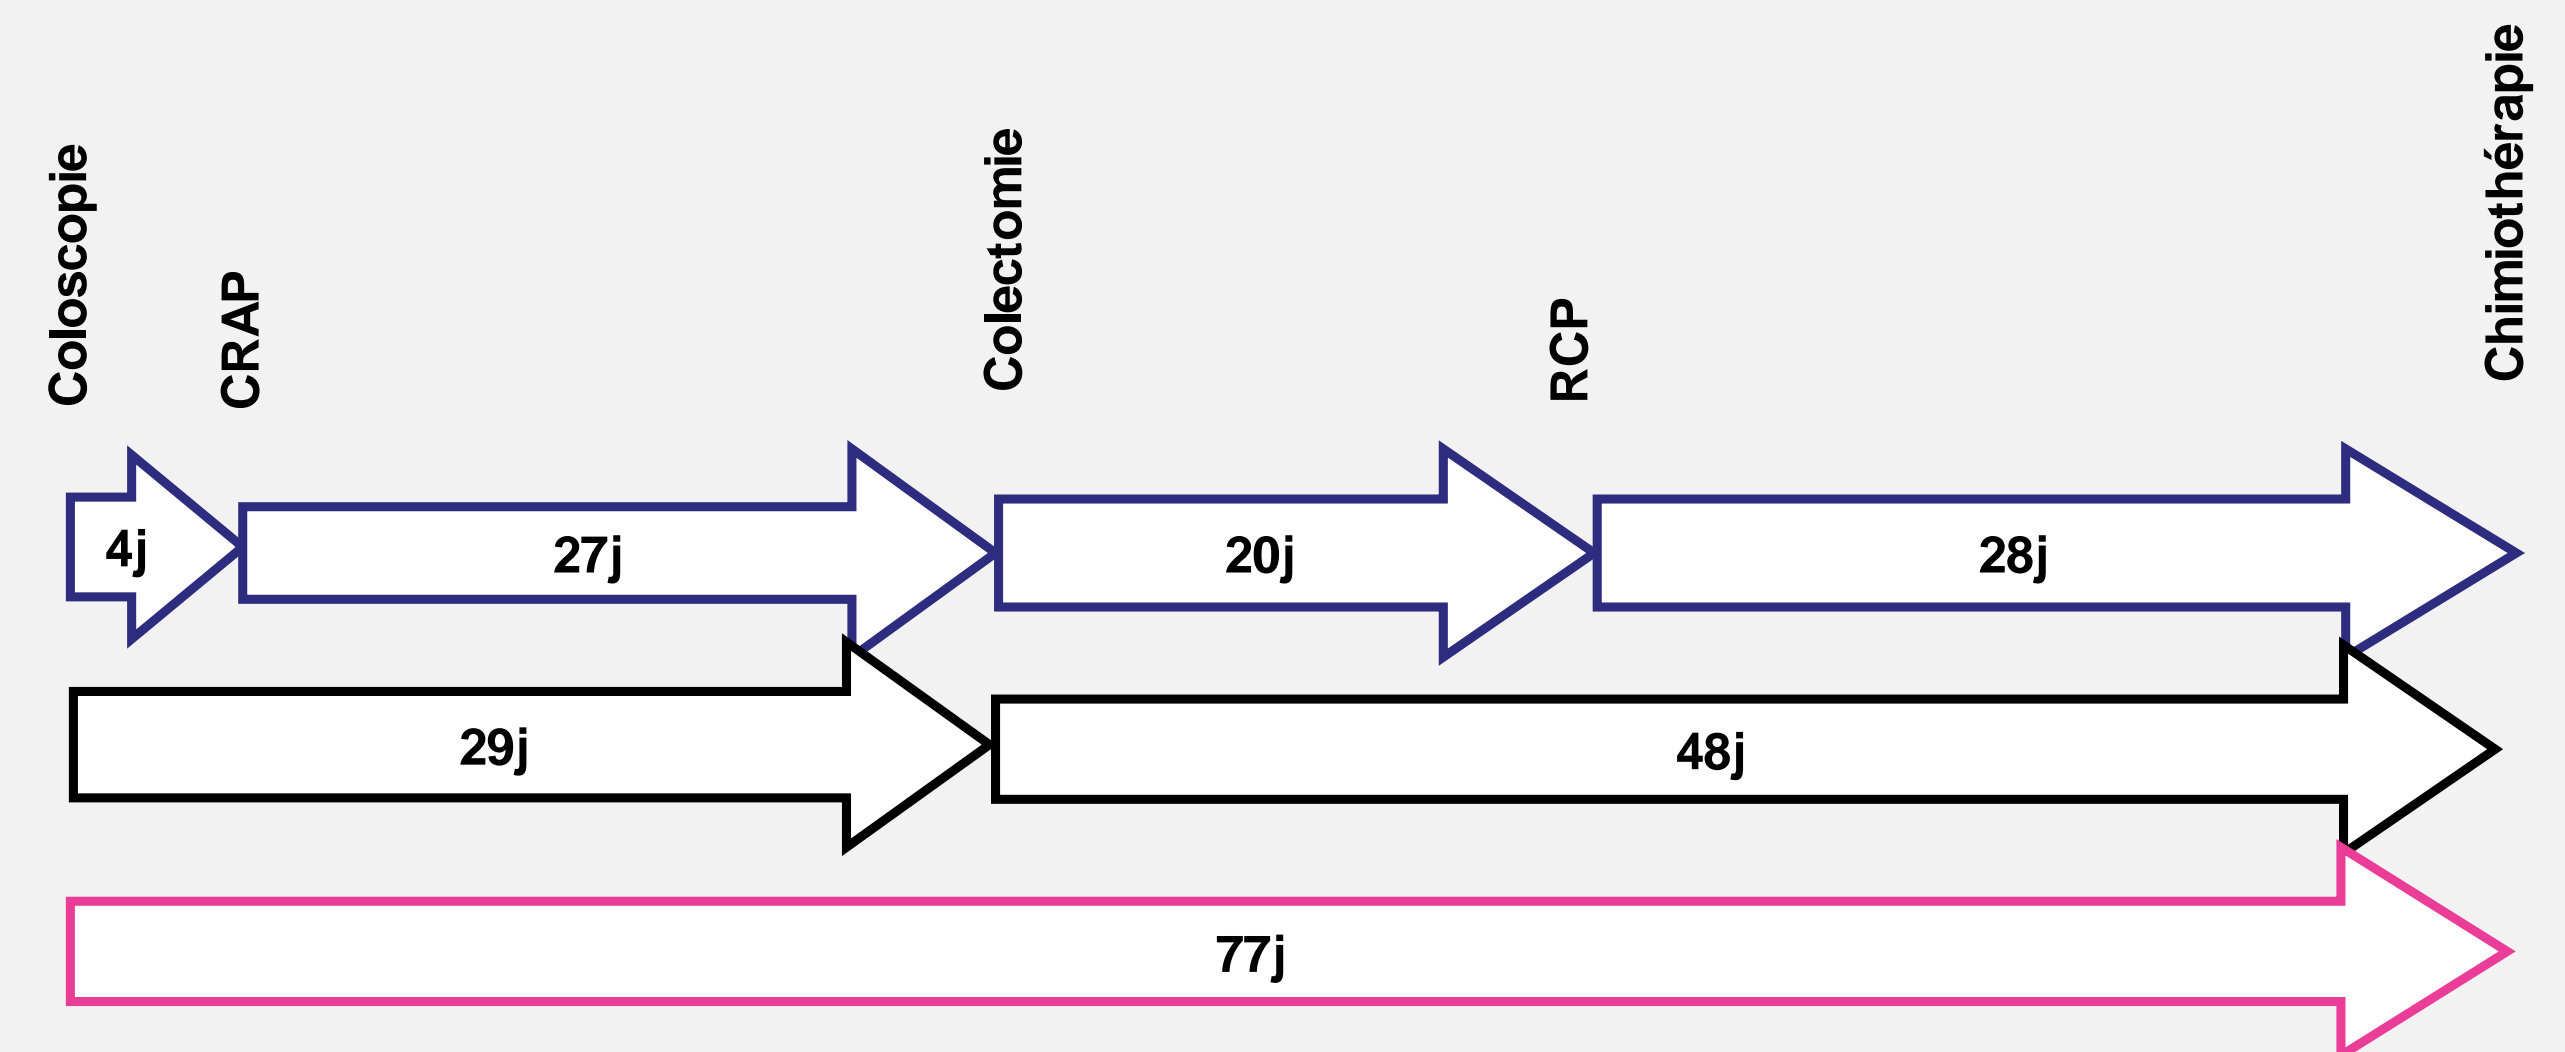 Coloscopie
CRAP
Colectomie
RCP
Chimiothérapie
4j
27j
20j
28j
29j
48j
77j